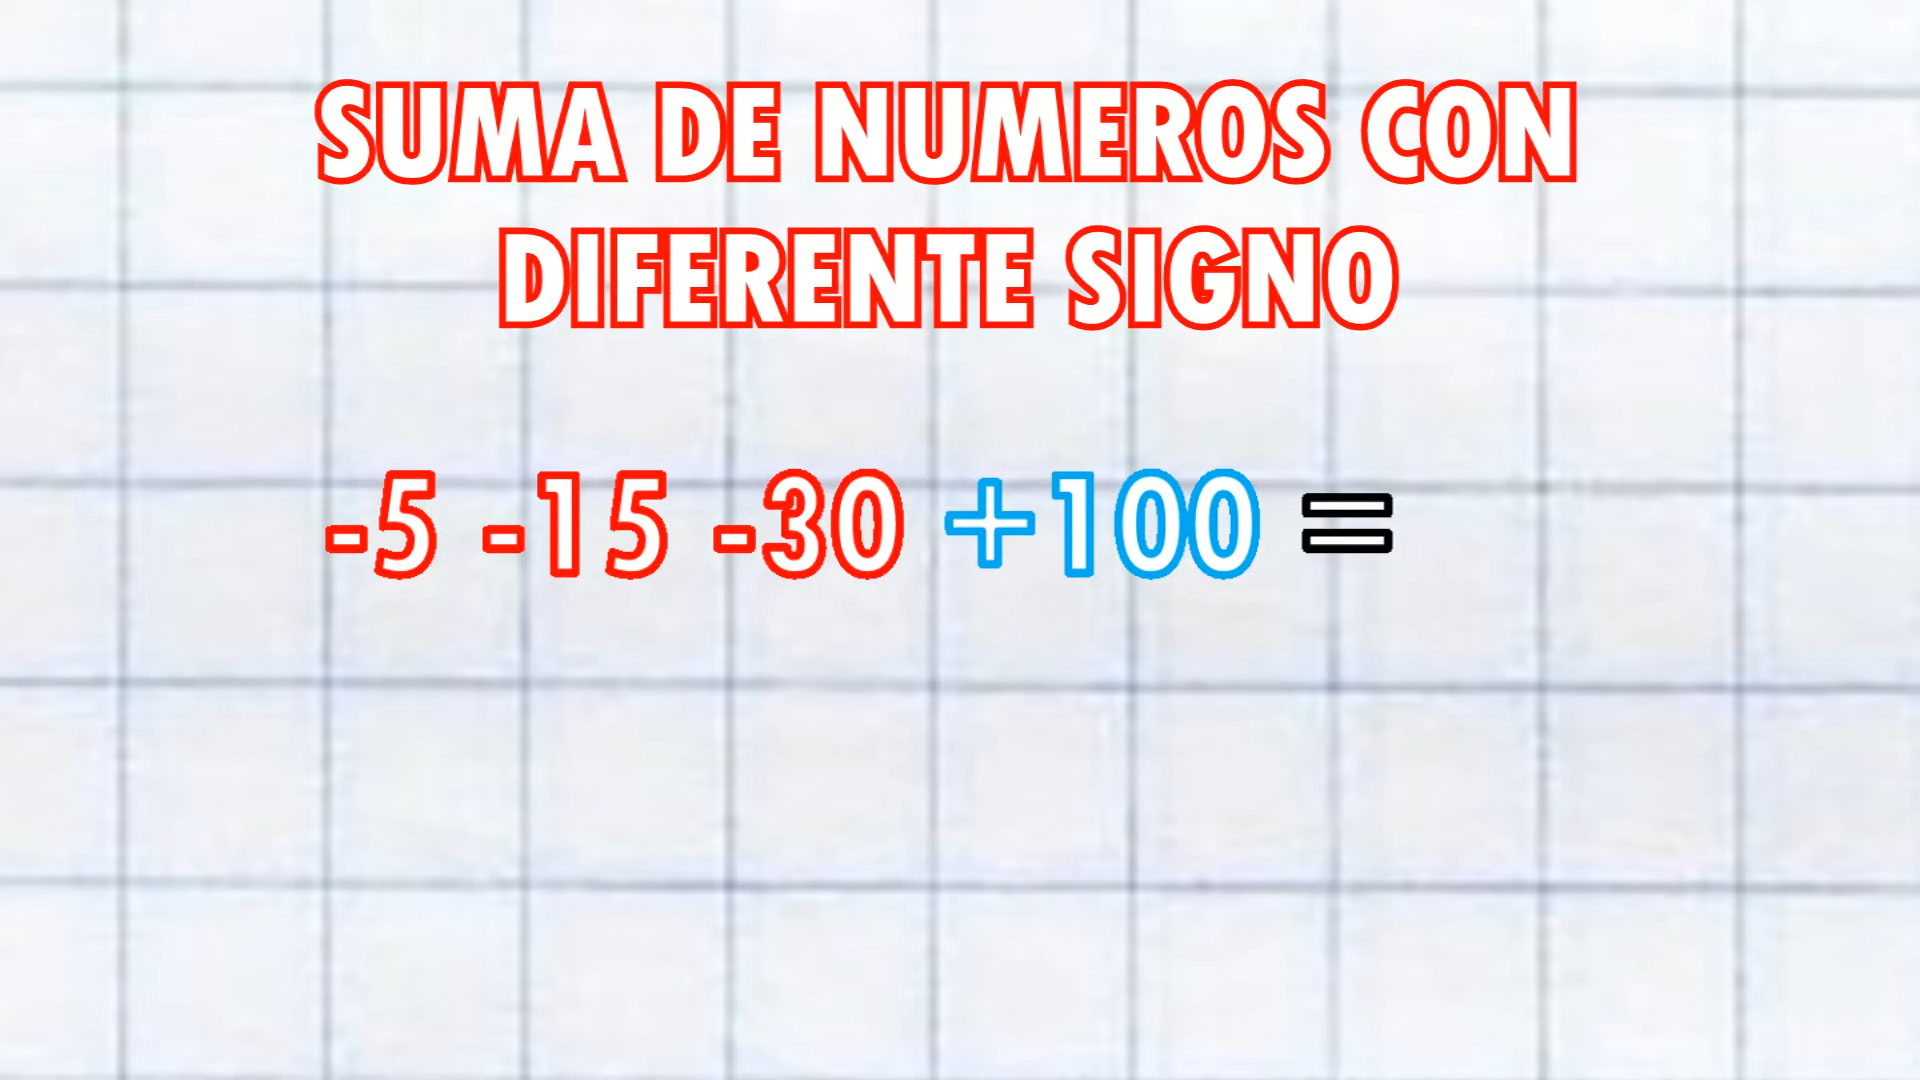 SUMA DE NUMEROS CON
DIFERENTE SIGNO
-5 -15 -30 +100 =